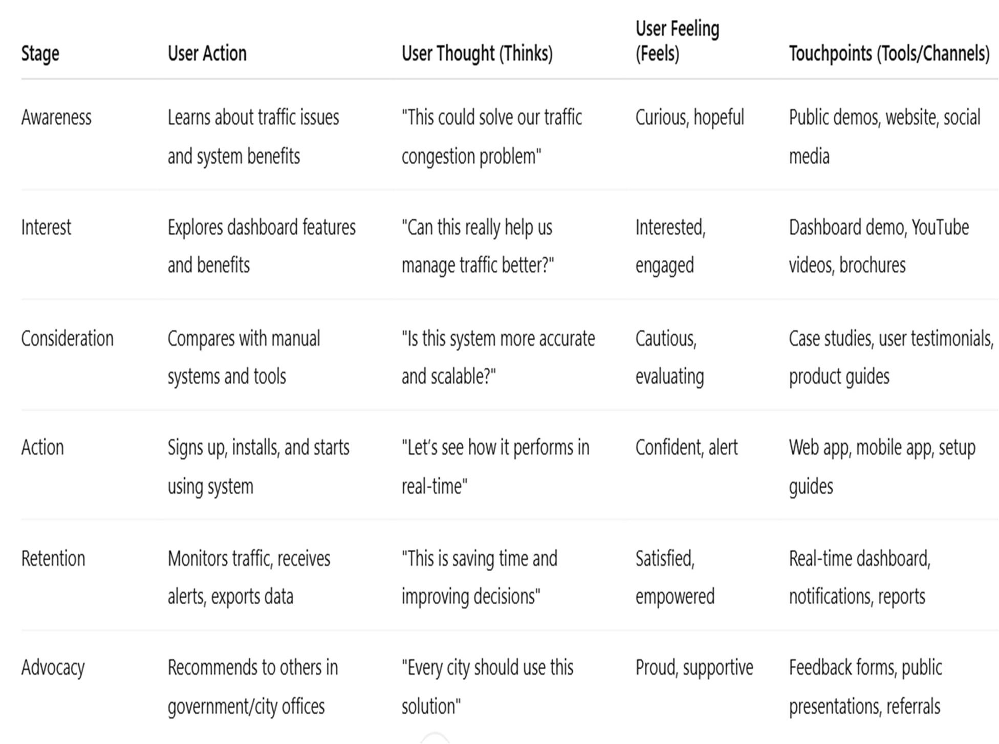 Stage
User Action
User Thought (Thinks)
User Feeling
(Feels)
Touchpoints (Tools/Channels)
Awareness
Learns about traffic issues
and system benefits
"This could solve our traffic
congestion problem"
Curious, hopeful
Public demos, website, social
media
Interest
Explores dashboard features
and benefits
"Can this really help us
manage traffic better?"
Interested,
engaged
Dashboard demo, YouTube
videos, brochures
Consideration
Compares with manual
systems and tools
"Is this system more accurate
and scalable?"
Cautious,
evaluating
Case studies, user testimonials,
product guides
Action
Signs up, installs, and starts
using system
"Let’s see how it performs in
real-time"
Confident, alert
Web app, mobile app, setup
guides
Retention
Monitors traffic, receives
alerts, exports data
"This is saving time and
improving decisions"
Satisfied,
empowered
Real-time dashboard,
notifications, reports
Advocacy
Recommends to others in
government/city offices
"Every city should use this
solution"
Proud, supportive
Feedback forms, public
presentations, referrals